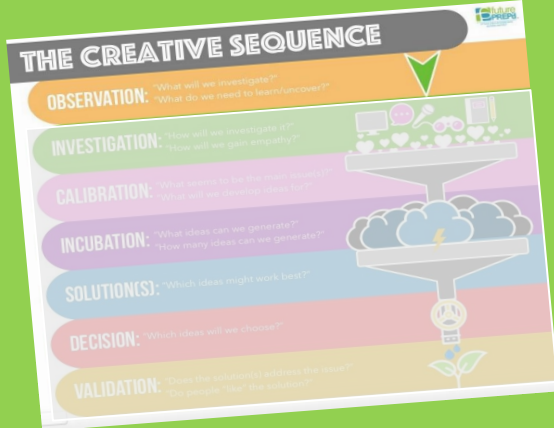 THE CREATIVE SEQUENCE
future
PREPS
OBSERVATION: "What will we investigate?"
"What do we need to learn/uncover?"
INVESTIGATION: "How will we investigate it?"
"How will we gain empathy?"
CALIBRATION: "What seems to be the main issue(s)?"
"What will we develop ideas for?"
INCUBATION: "What ideas can we generate?"
"How many ideas can we generate?"
SOLUTION(S): "Which ideas might work best?"
DECISION: "Which ideas will we choose?"
VALIDATION: "Does the solution(s) address the issue?"
"Do people "like" the solution?"